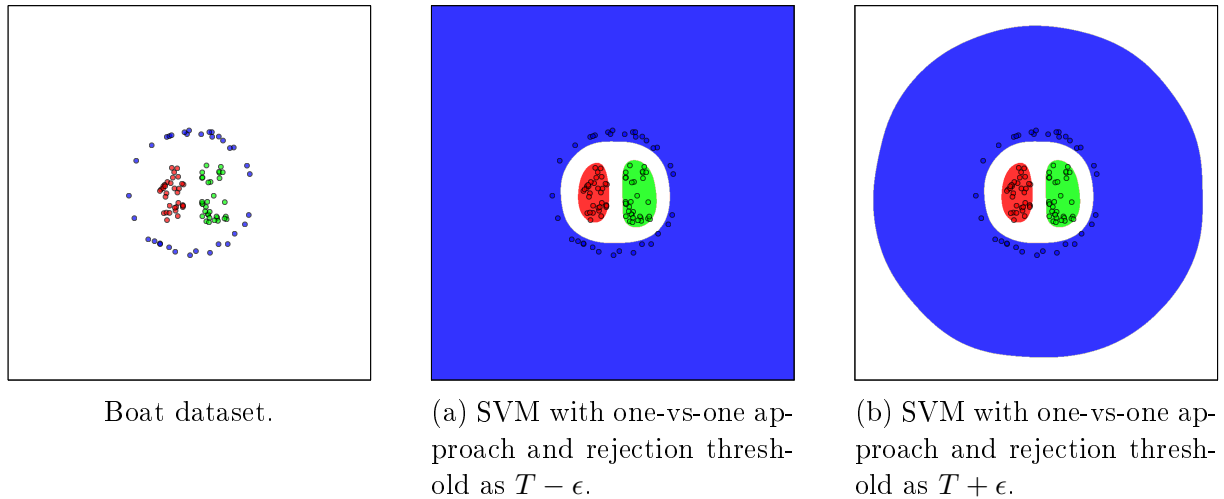 Boat dataset.
(a) SVM with one-vs-one ap-
proach and rejection thresh-
old as T − ϵ.
(b) SVM with one-vs-one ap-
proach and rejection thresh-
old as T + ϵ.